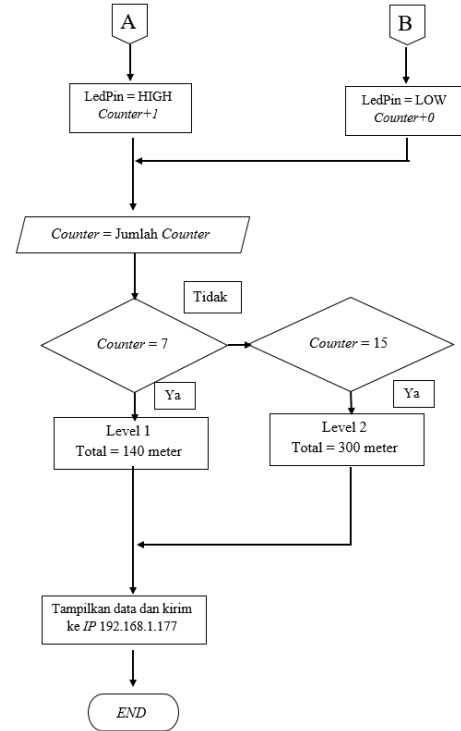 A
B
LedPin = HIGH
Counter+1
LedPin = LOW
Counter+0
Counter = Jumlah Counter
Tidak
Counter = 7
Counter = 15
Ya
Ya
Level 1
Total = 140 meter
Level 2
Total = 300 meter
Tampilkan data dan kirim
ke IP 192.168.1.177
END